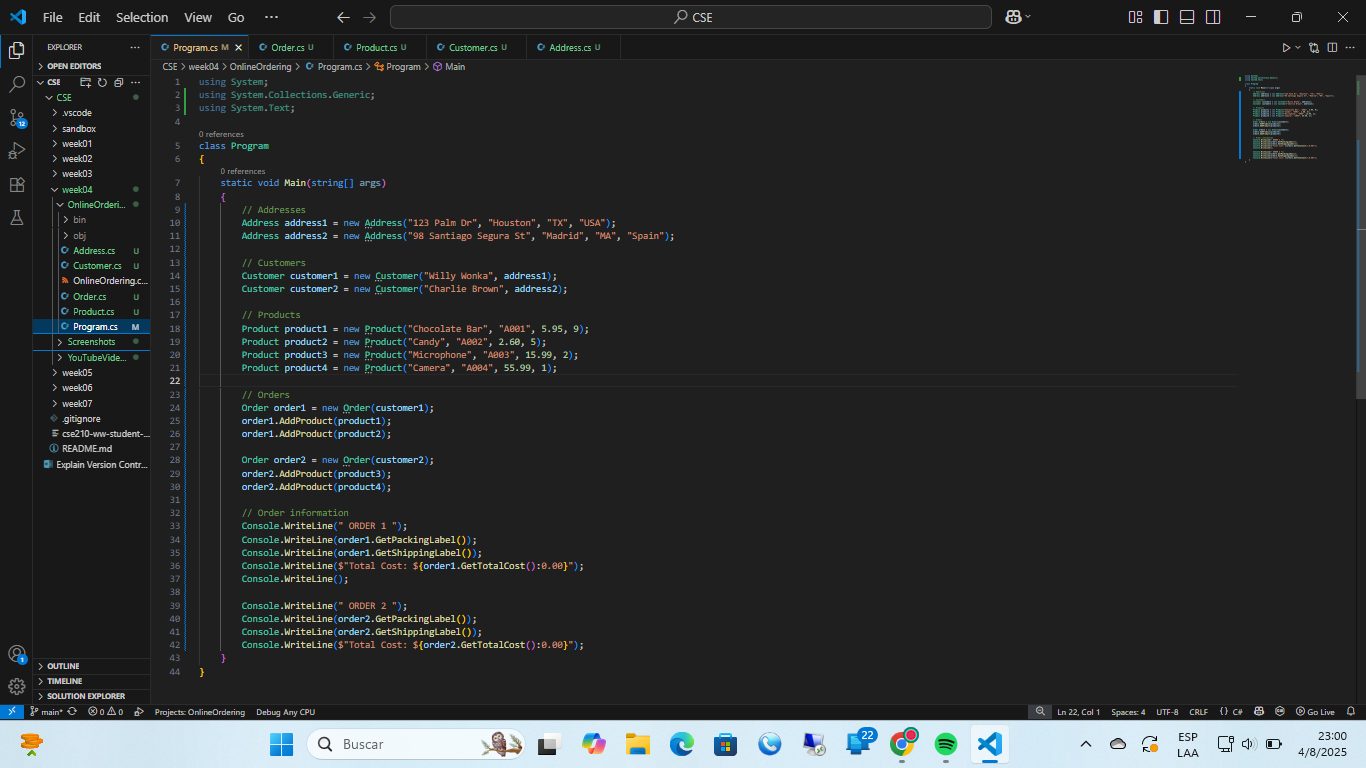 File Edit Selection View Go ··· CSE
EXPLORER ···
OPEN EDITORS
CSE
CSE
.vscode
sandbox
week01
week02
week03
week04
OnlineOrderi...
bin
obj
Address.cs U
Customer.cs U
OnlineOrdering.c...
Order.cs U
Product.cs U
Program.cs M
Screenshots
YouTubeVide...
week05
week06
week07
.gitignore
cse210-ww-student-...
README.md
Explain Version Contr...
OUTLINE
TIMELINE
SOLUTION EXPLORER
12
1
Program.cs M Order.cs U Product.cs U Customer.cs U Address.cs U
CSE > week04 > OnlineOrdering > Program.cs > Program > Main
1 using System;
2 using System.Collections.Generic;
3 using System.Text;
4
0 references
5 class Program
6 {
0 references
7 static void Main(string[] args)
8 {
9 // Addresses
10 Address address1 = new Address("123 Palm Dr", "Houston", "TX", "USA");
11 Address address2 = new Address("98 Santiago Segura St", "Madrid", "MA", "Spain");
12
13 // Customers
14 Customer customer1 = new Customer("Willy Wonka", address1);
15 Customer customer2 = new Customer("Charlie Brown", address2);
16
17 // Products
18 Product product1 = new Product("Chocolate Bar", "A001", 5.95, 9);
19 Product product2 = new Product("Candy", "A002", 2.60, 5);
20 Product product3 = new Product("Microphone", "A003", 15.99, 2);
21 Product product4 = new Product("Camera", "A004", 55.99, 1);
22
23 // Orders
24 Order order1 = new Order(customer1);
25 order1.AddProduct(product1);
26 order1.AddProduct(product2);
27
28 Order order2 = new Order(customer2);
29 order2.AddProduct(product3);
30 order2.AddProduct(product4);
31
32 // Order information
33 Console.WriteLine(" ORDER 1 ");
34 Console.WriteLine(order1.GetPackingLabel());
35 Console.WriteLine(order1.GetShippingLabel());
36 Console.WriteLine($"Total Cost: ${order1.GetTotalCost():0.00}");
37 Console.WriteLine();
38
39 Console.WriteLine(" ORDER 2 ");
40 Console.WriteLine(order2.GetPackingLabel());
41 Console.WriteLine(order2.GetShippingLabel());
42 Console.WriteLine($"Total Cost: ${order2.GetTotalCost():0.00}");
43 }
44 }
main* 0 0 Projects: OnlineOrdering Debug Any CPU Ln 22, Col 1 Spaces: 4 UTF-8 CRLF {} C# Go Live
Buscar 22 ESP 23:00
LAA 4/8/2025